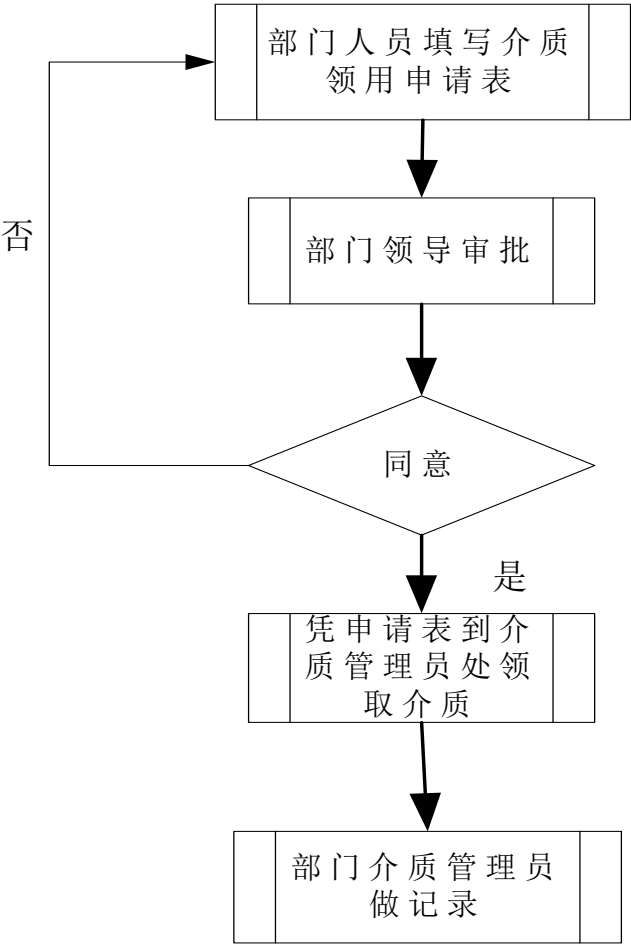 部门人员填写介质
领用申请表
否
部门领导审批
同意
是
凭申请表到介
质管理员处领
取介质
部门介质管理员
做记录